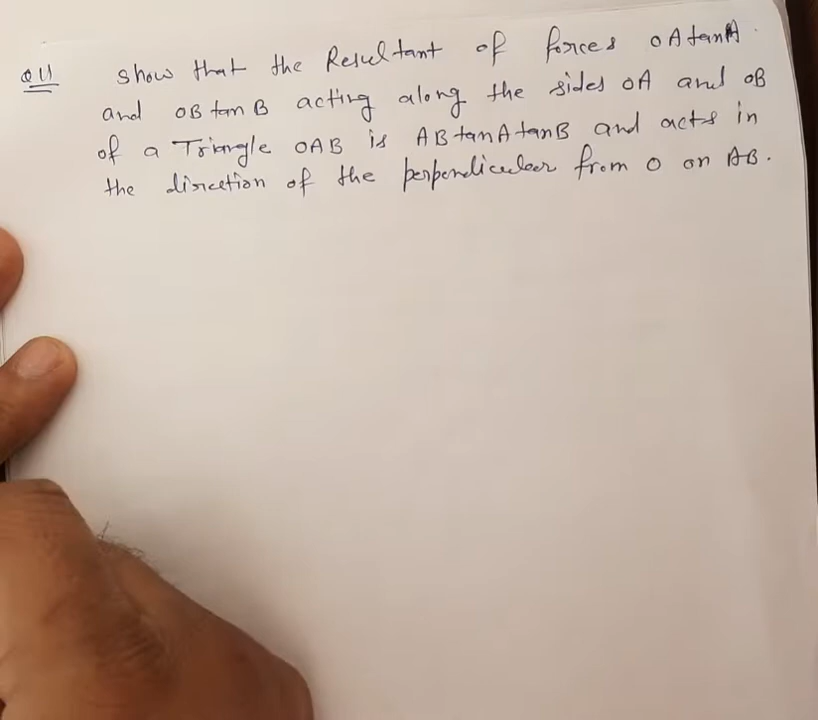 Q11 show that the Resultant of forces OA tanA.
and OB tan B acting along the sides OA and OB
of a Triangle OAB is AB tanA tanB and acts in
the direction of the perpendicular from O on AB.